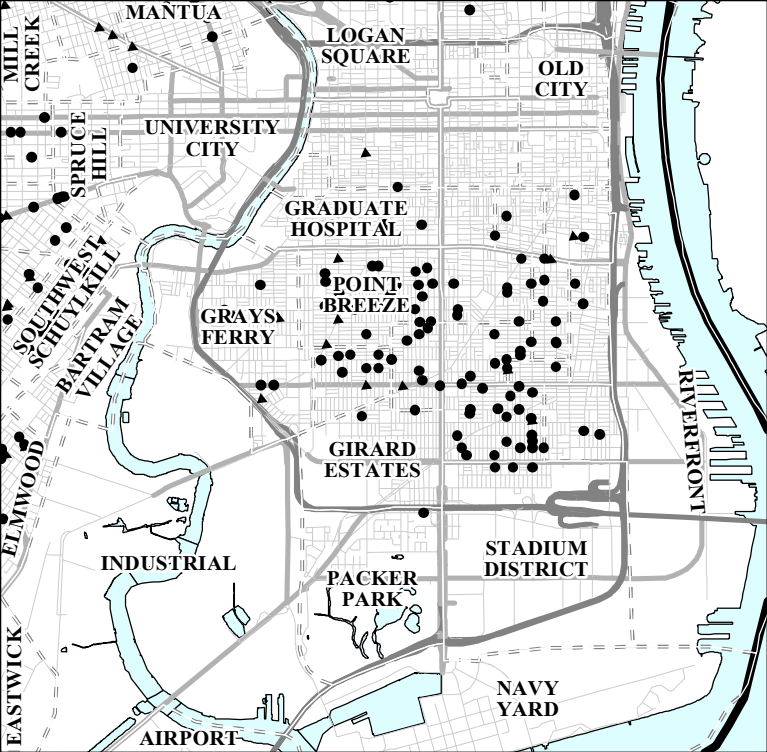 MANTUA
LOGAN
SQUARE
MILL
CREEK
OLD
CITY
UNIVERSITY
CITY
SPRUCE
HILL
GRADUATE
HOSPITAL
SOUTHWEST
SCHUYLKILL
POINT
BREEZE
GRAYS
FERRY
BARTRAM
VILLAGE
RIVERFRONT
GIRARD
ESTATES
ELMWOOD
INDUSTRIAL
STADIUM
DISTRICT
PACKER
PARK
EASTWICK
NAVY
YARD
AIRPORT